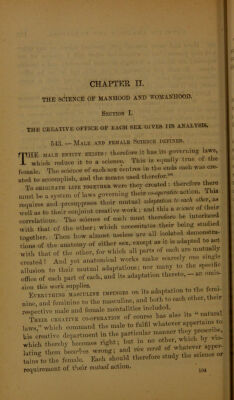 CHAPTER II.
THE SCIENCE OF MANHOOD AND WOMANHOOD.
SECTION I.
THE CREATIVE OFFICE OF EACH SEX GIVES ITS ANALYSIS.
543. — MALE AND FEMALE SCIENCE DEFINED.
THE MALE ENTITY EXISTS: therefore it has its governing laws,
which reduce it to a science. This is equally true of the
female. The science of each sex centres in the ends each was cre-
ated to accomplish, and the means used therefor.
TO ORIGINATE LIFE TOGETHER were they created: therefore there
must be a system of laws governing their co-operative action. This
requires and presupposes their mutual adaptation to each other, as
well as to their conjoint creative work; and this a science of their
correlations. The science of each must therefore be interlaced
with that of the other; which necessitates their being studied
together. Then how almost useless are all isolated demonstra-
tions of the anatomy of either sex, except as it is adapted to act
with that of the other, for which all parts of each are mutually
created! And yet anatomical works make scarcely one single
allusion to their mutual adaptations; nor many to the specific
office of each part of each, and its adaptation thereto, — an omis-
sion this work supplies.
EVERYTHING MASCULINE IMPINGES on its adaptation to the femi-
nine, and feminine to the masculine, and both to each other, their
respective male and female mentalities included.
THEIR CREATIVE CO-OPERATION of course has also its "natural
laws," which command the male to fulfil whatever appertains to
his creative department in the particular manner they prescribe,
which thereby becomes right; but in no other, which by vio-
lating them becomes wrong; and vice versâ of whatever apper-
tains to the female. Each should therefore study the science or
requirement of their mutual action.
104